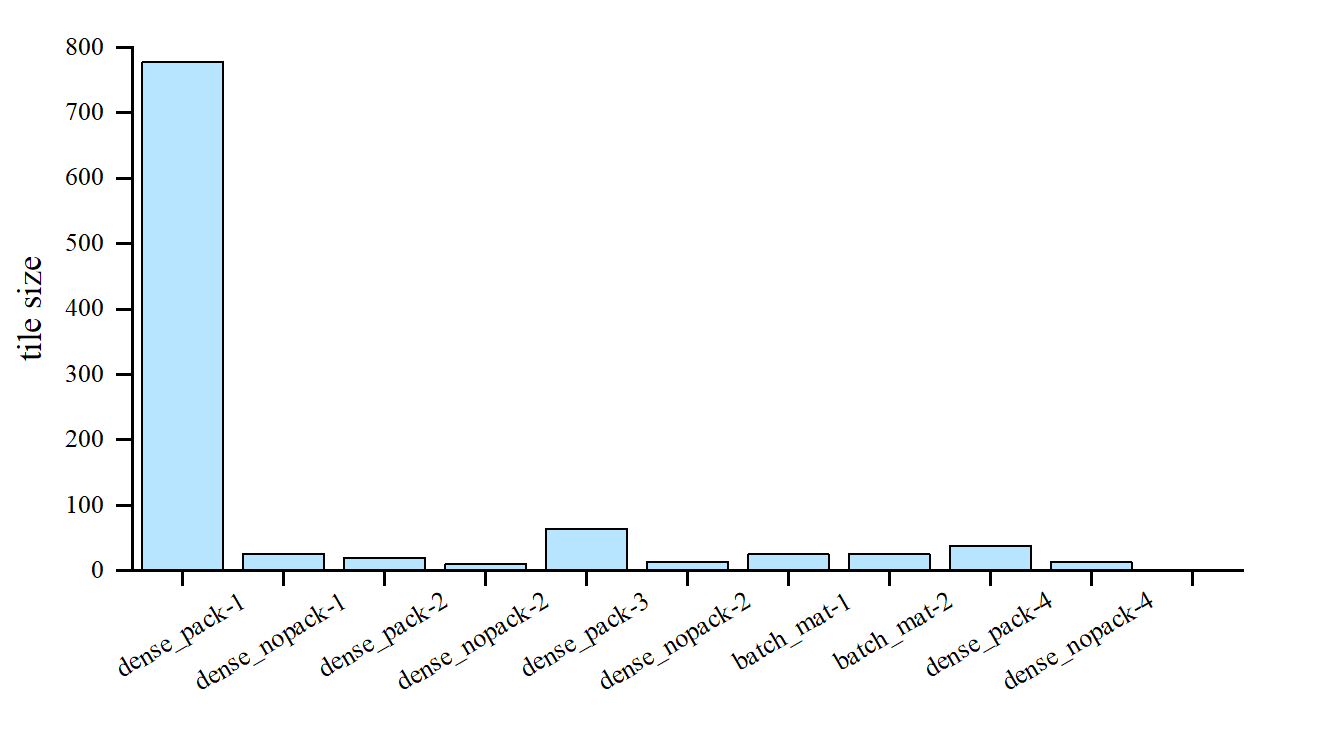 800
700
600
500
400
300
200
100
0
tile size
dense_pack-1
dense_nopack-1
dense_pack-2
dense_nopack-2
dense_pack-3
dense_nopack-2
batch_mat-1
batch_mat-2
dense_pack-4
dense_nopack-4